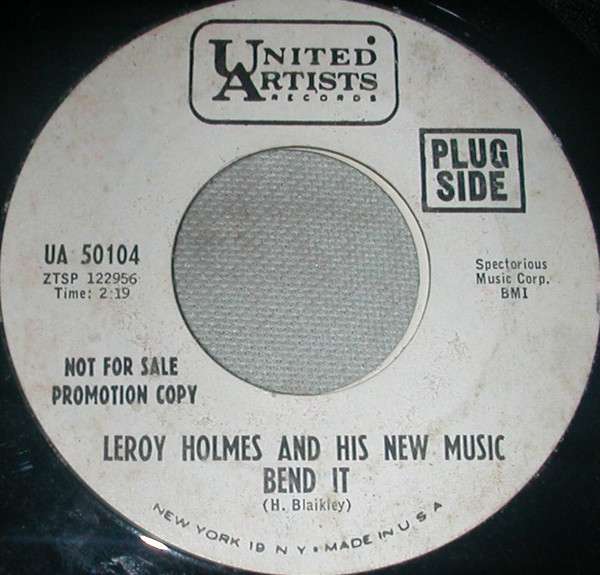 UNITED
ARTISTS
RECORDS
PLUG
SIDE
UA 50104
ZTSP 122956
Time: 2:19
Spectorious
Music Corp.
BMI
NOT FOR SALE
PROMOTION COPY
LEROY HOLMES AND HIS NEW MUSIC
BEND IT
(H. Blaikley)
NEW YORK 19 N Y • MADE IN U S A